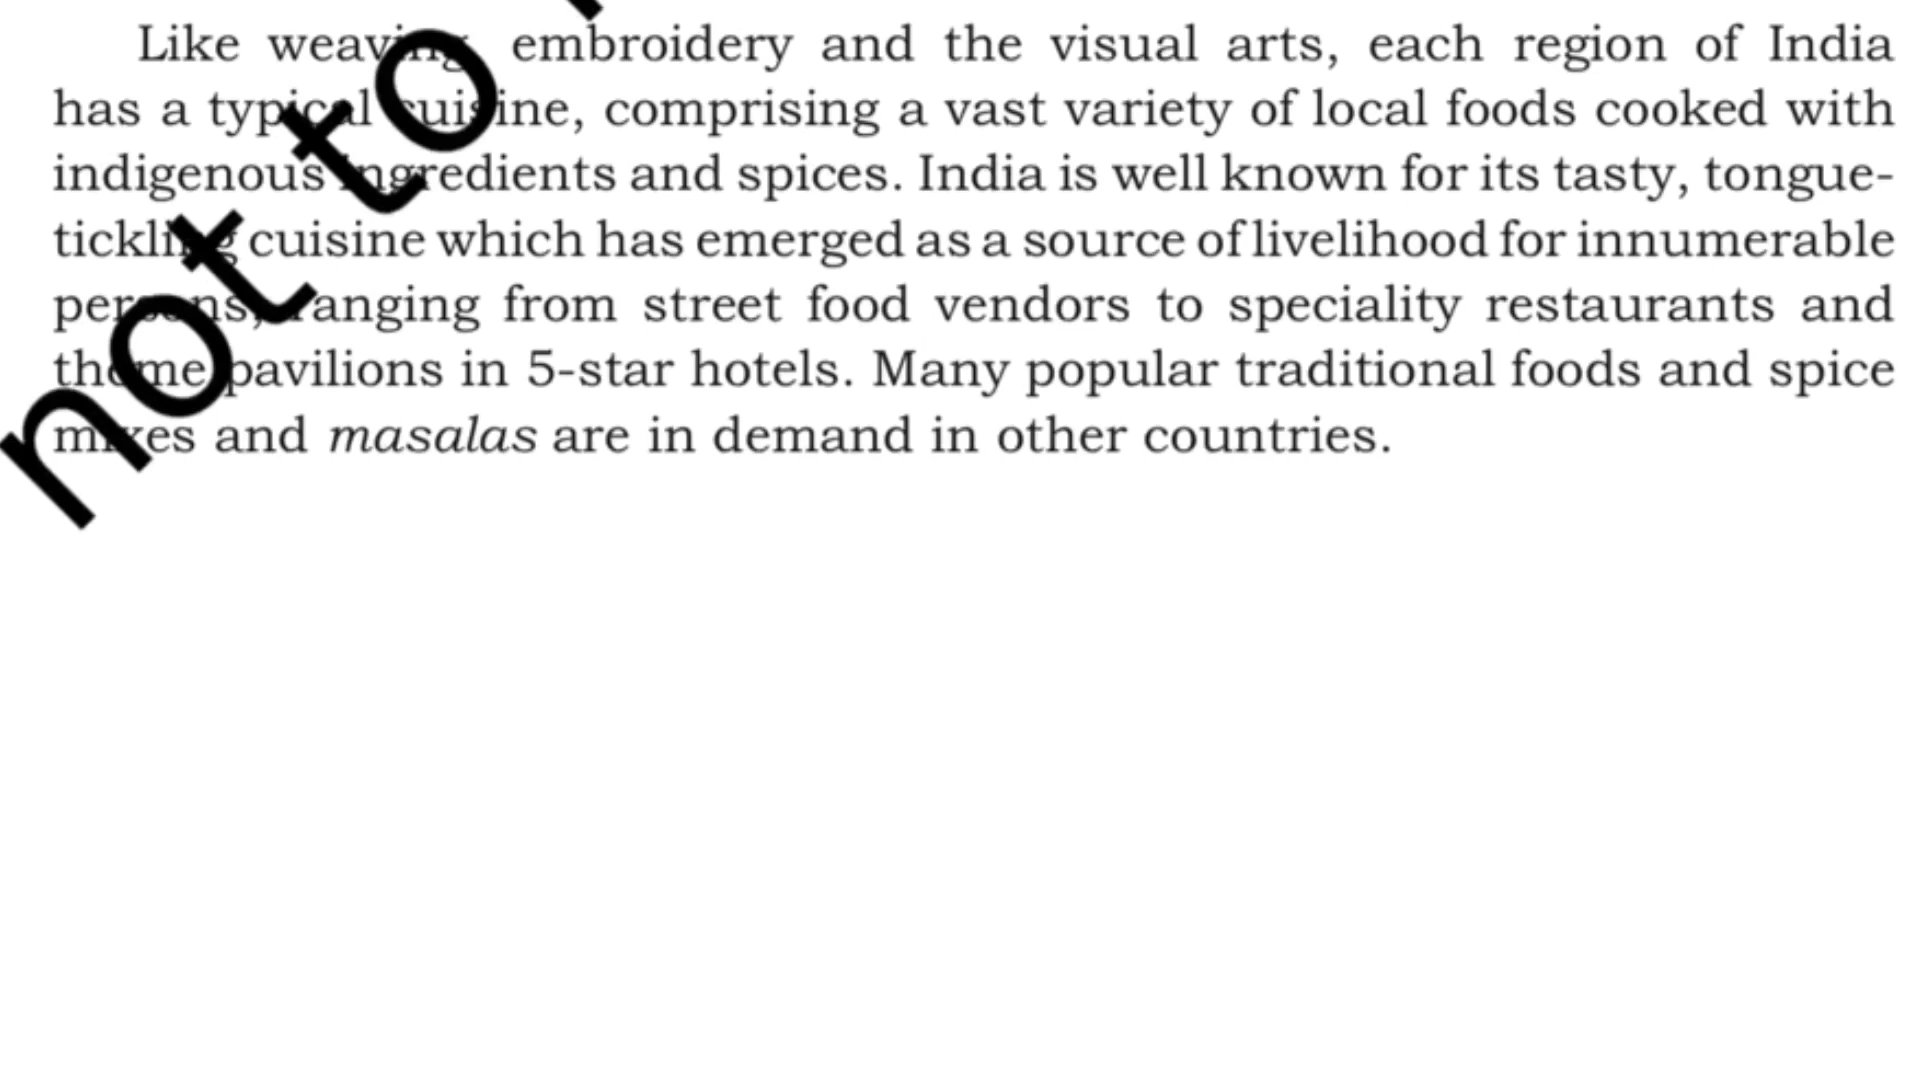 Like weaving, embroidery and the visual arts, each region of India
has a typical cuisine, comprising a vast variety of local foods cooked with
indigenous ingredients and spices. India is well known for its tasty, tongue-
tickling cuisine which has emerged as a source of livelihood for innumerable
persons, ranging from street food vendors to speciality restaurants and
theme pavilions in 5-star hotels. Many popular traditional foods and spice
mixes and masalas are in demand in other countries.
not to